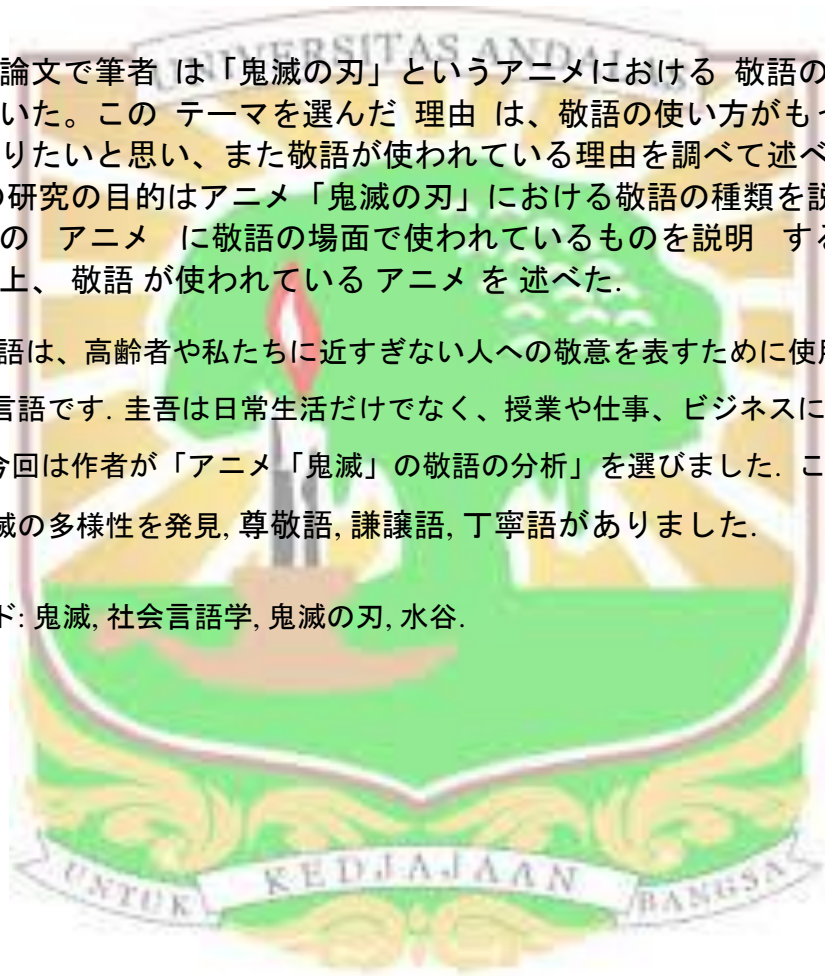 UNIVERSITAS ANDALAS
論文で筆者 は「鬼滅の刃」というアニメにおける 敬語の
いた。この テーマを選んだ 理由 は、敬語の使い方がも
りたいと思い、また敬語が使われている理由を調べて述べ
の研究の目的はアニメ「鬼滅の刃」における敬語の種類を説
の アニメ に敬語の場面で使われているものを説明 する
上、 敬語 が使われている アニメ を 述べた.
語は、高齢者や私たちに近すぎない人への敬意を表すために使用
言語です. 圭吾は日常生活だけでなく、授業や仕事、ビジネスに
今回は作者が「アニメ「鬼滅」の敬語の分析」を選びました. こ
滅の多様性を発見, 尊敬語, 謙譲語, 丁寧語がありました.
ド: 鬼滅, 社会言語学, 鬼滅の刃, 水谷.
UNTUK KEDJAJAAN BANGSA